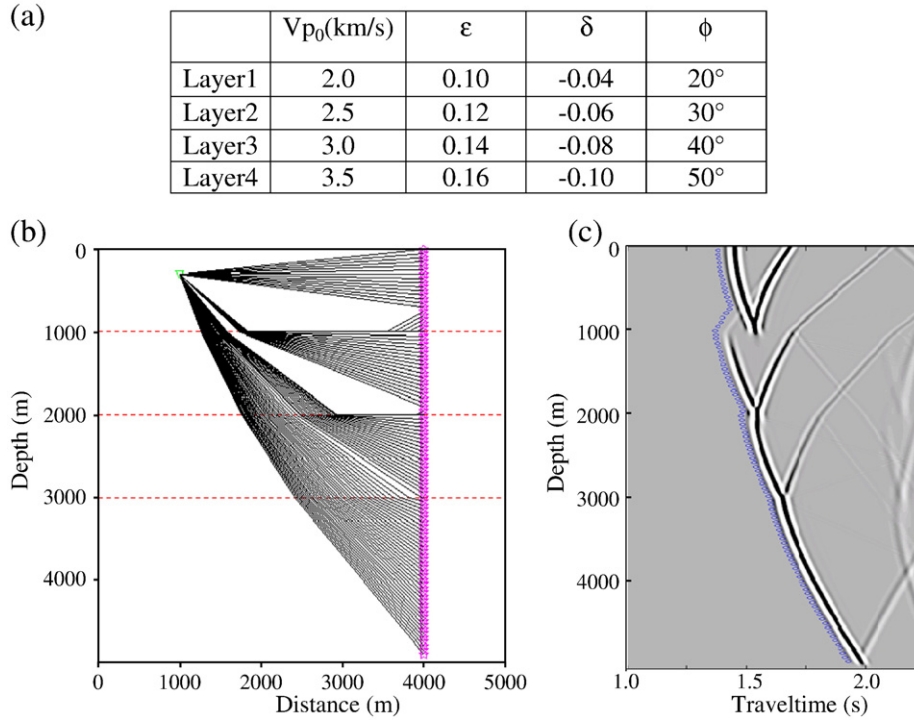 (a)
Vp₀(km/s) ε δ ϕ
Layer1 2.0 0.10 -0.04 20°
Layer2 2.5 0.12 -0.06 30°
Layer3 3.0 0.14 -0.08 40°
Layer4 3.5 0.16 -0.10 50°
(b)
0
1000
2000
3000
4000
Depth (m)
0 1000 2000 3000 4000 5000
Distance (m)
(c)
0
1000
2000
3000
4000
Depth (m)
1.0 1.5 2.0
Traveltime (s)